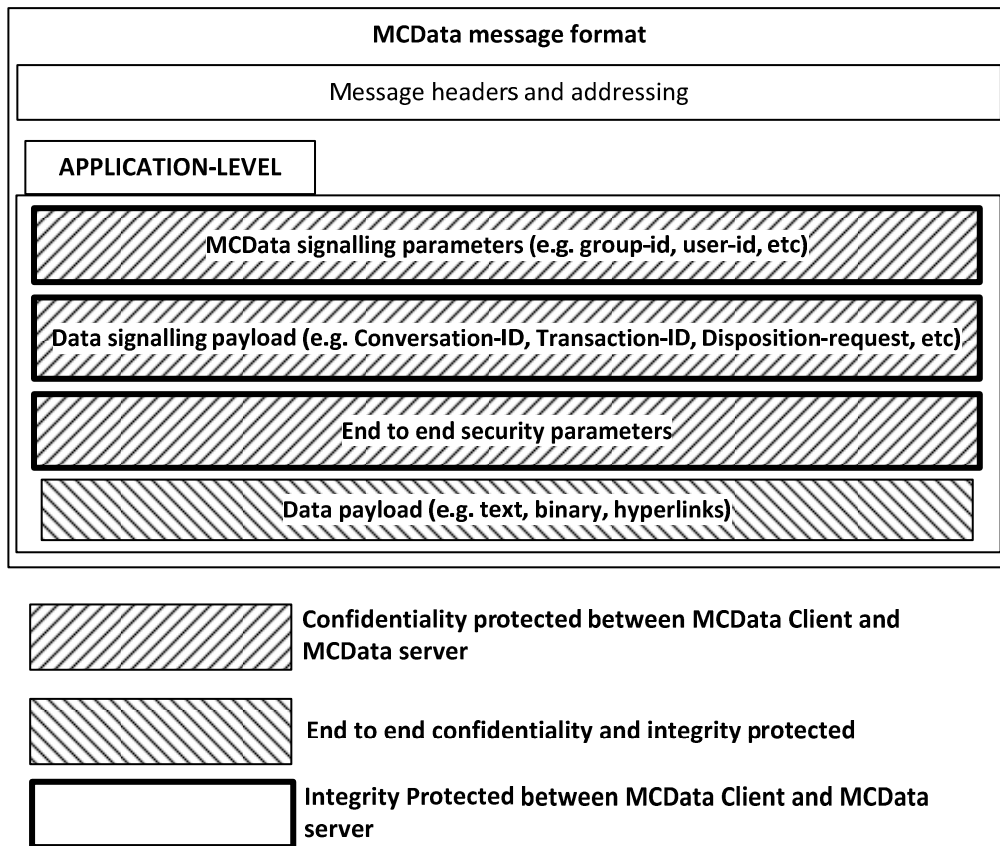 MCData message format
Message headers and addressing
APPLICATION-LEVEL
MCData signalling parameters (e.g. group-id, user-id, etc)
Data signalling payload (e.g. Conversation-ID, Transaction-ID, Disposition-request, etc)
End to end security parameters
Data payload (e.g. text, binary, hyperlinks)
Confidentiality protected between MCData Client and
MCData server
End to end confidentiality and integrity protected
Integrity Protected between MCData Client and MCData
server